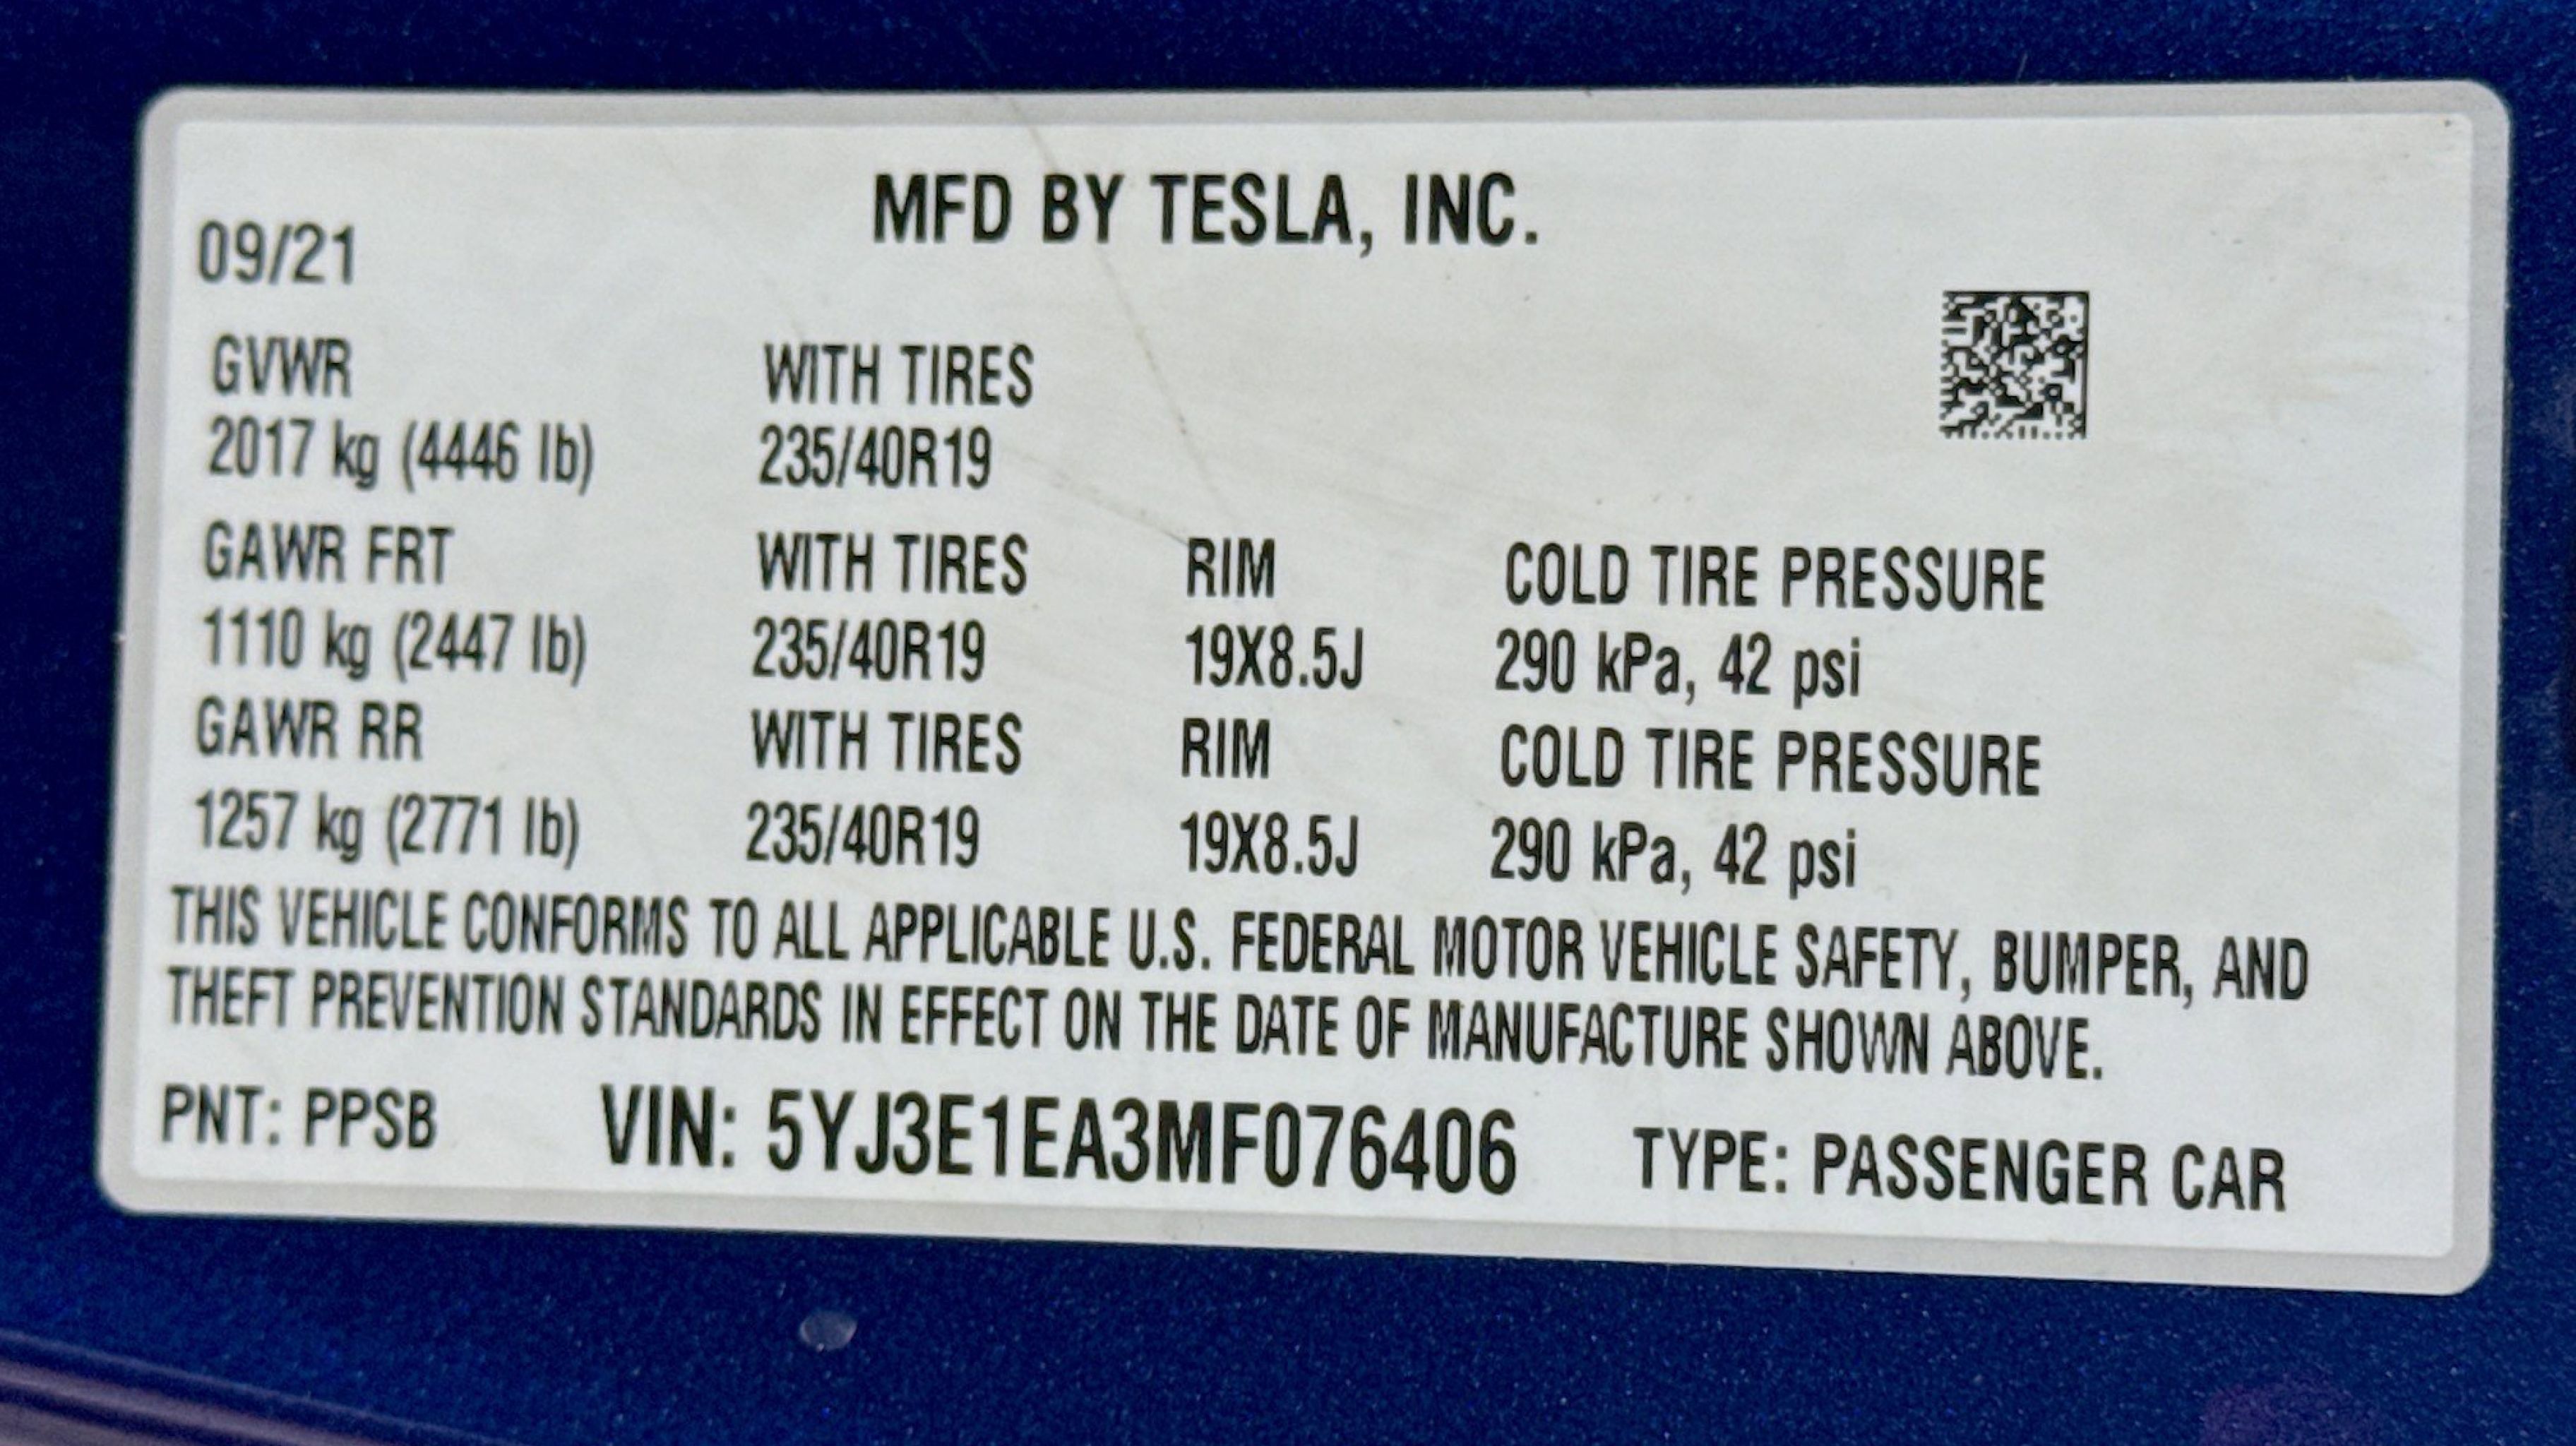 MFD BY TESLA, INC.
09/21
GVWR WITH TIRES
2017 kg (4446 lb) 235/40R19
GAWR FRT WITH TIRES RIM COLD TIRE PRESSURE
1110 kg (2447 lb) 235/40R19 19X8.5J 290 kPa, 42 psi
GAWR RR WITH TIRES RIM COLD TIRE PRESSURE
1257 kg (2771 lb) 235/40R19 19X8.5J 290 kPa, 42 psi
THIS VEHICLE CONFORMS TO ALL APPLICABLE U.S. FEDERAL MOTOR VEHICLE SAFETY, BUMPER, AND
THEFT PREVENTION STANDARDS IN EFFECT ON THE DATE OF MANUFACTURE SHOWN ABOVE.
PNT: PPSB VIN: 5YJ3E1EA3MF076406 TYPE: PASSENGER CAR